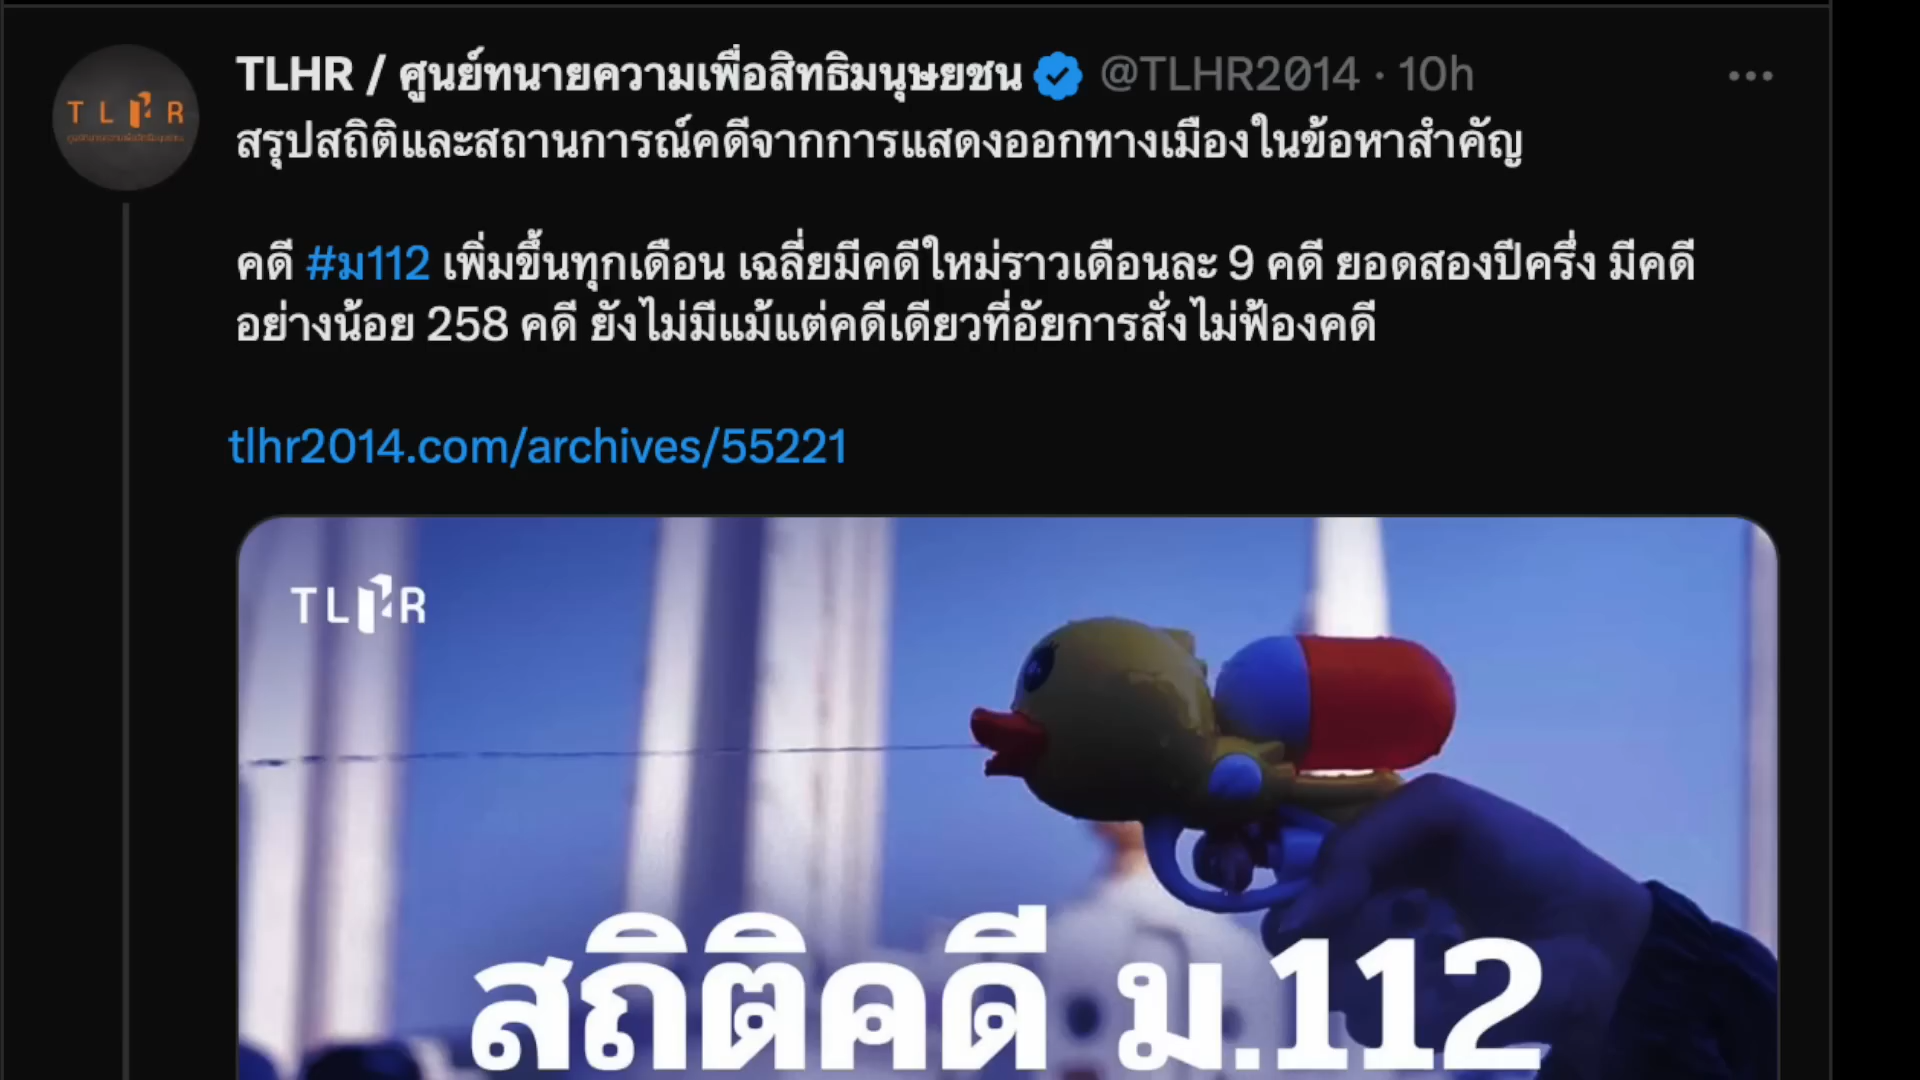 TLHR
TLHR / ศูนย์ทนายความเพื่อสิทธิมนุษยชน @TLHR2014 · 10h
สรุปสถิติและสถานการณ์คดีจากการแสดงออกทางเมืองในข้อหาสำคัญ
คดี #ม112 เพิ่มขึ้นทุกเดือน เฉลี่ยมีคดีใหม่ราวเดือนละ 9 คดี ยอดสองปีครึ่ง มีคดี
อย่างน้อย 258 คดี ยังไม่มีแม้แต่คดีเดียวที่อัยการสั่งไม่ฟ้องคดี
tlhr2014.com/archives/55221
TLHR
สถิติคดี ม.112